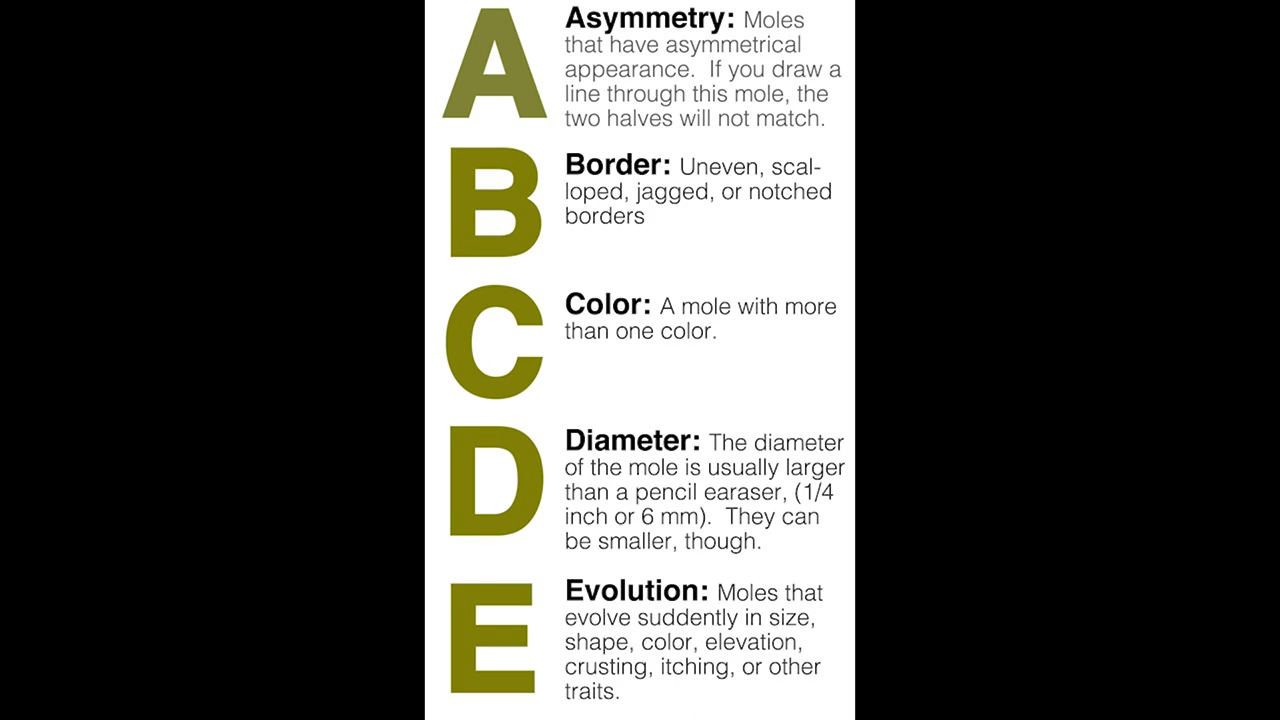 A
Asymmetry: Moles
that have asymmetrical
appearance.  If you draw a
line through this mole, the
two halves will not match.
B
Border: Uneven, scal-
loped, jagged, or notched
borders
C
Color: A mole with more
than one color.
D
Diameter: The diameter
of the mole is usually larger
than a pencil earaser, (1/4
inch or 6 mm).  They can
be smaller, though.
E
Evolution: Moles that
evolve suddently in size,
shape, color, elevation,
crusting, itching, or other
traits.